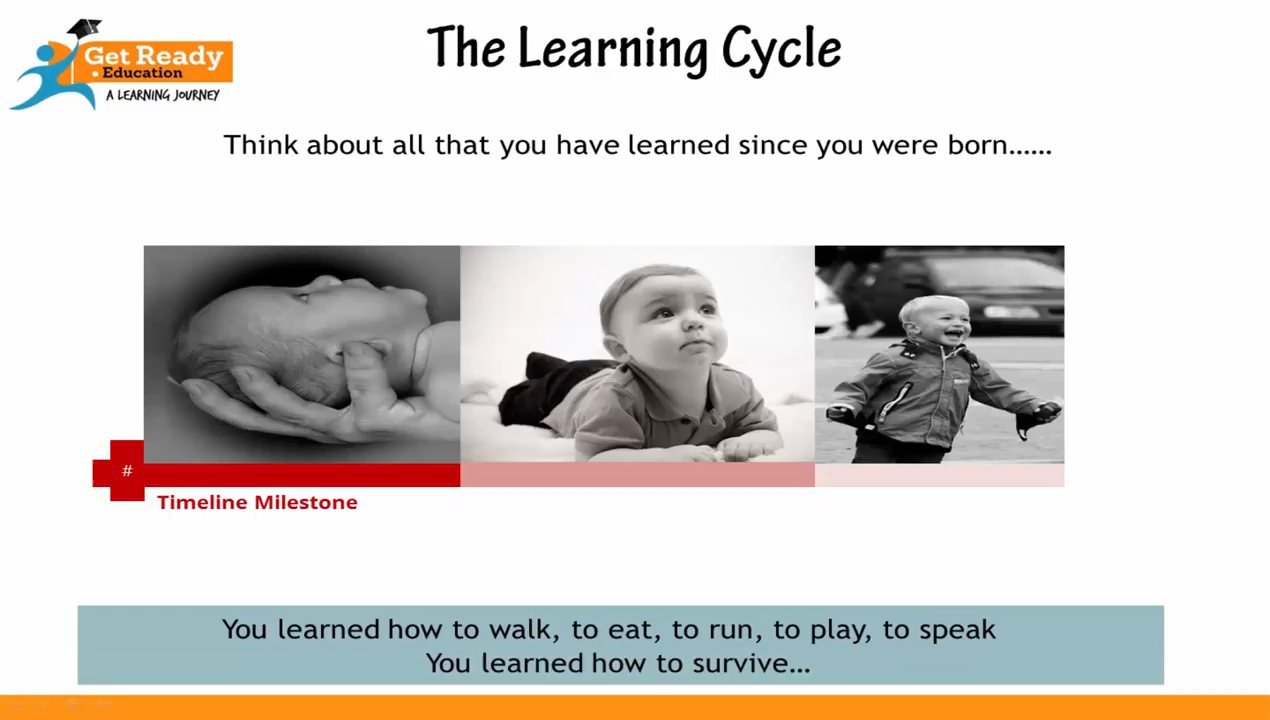 Get Ready
• Education
A LEARNING JOURNEY
The Learning Cycle
Think about all that you have learned since you were born......
#
Timeline Milestone
You learned how to walk, to eat, to run, to play, to speak
You learned how to survive...